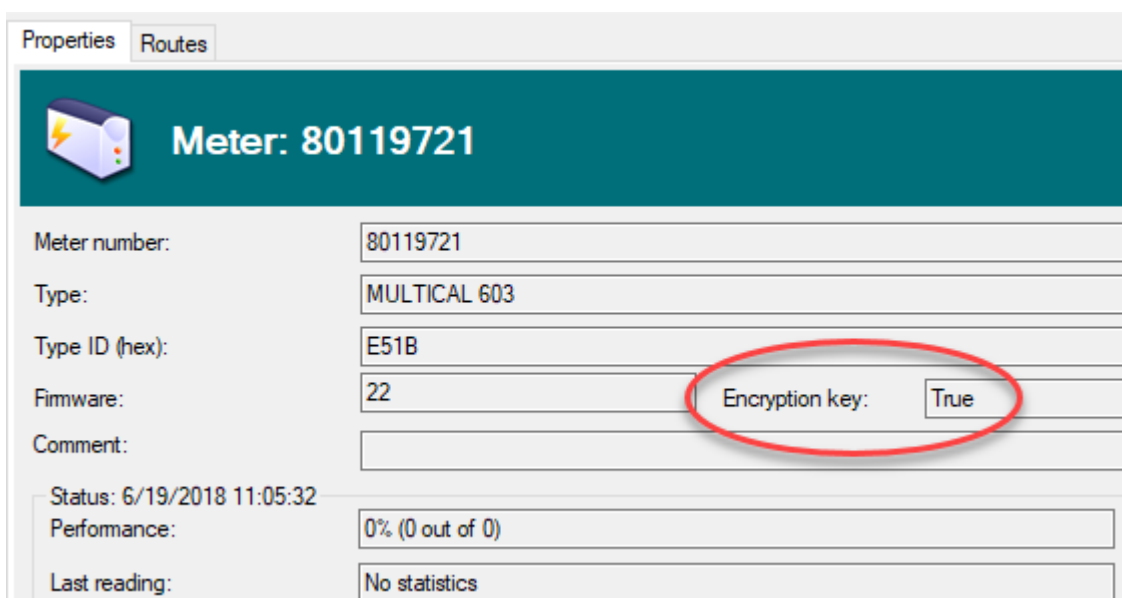 Properties Routes
Meter: 80119721
Meter number: 80119721
Type: MULTICAL 603
Type ID (hex): E51B
Firmware: 22 Encryption key: True
Comment:
Status: 6/19/2018 11:05:32
Performance: 0% (0 out of 0)
Last reading: No statistics